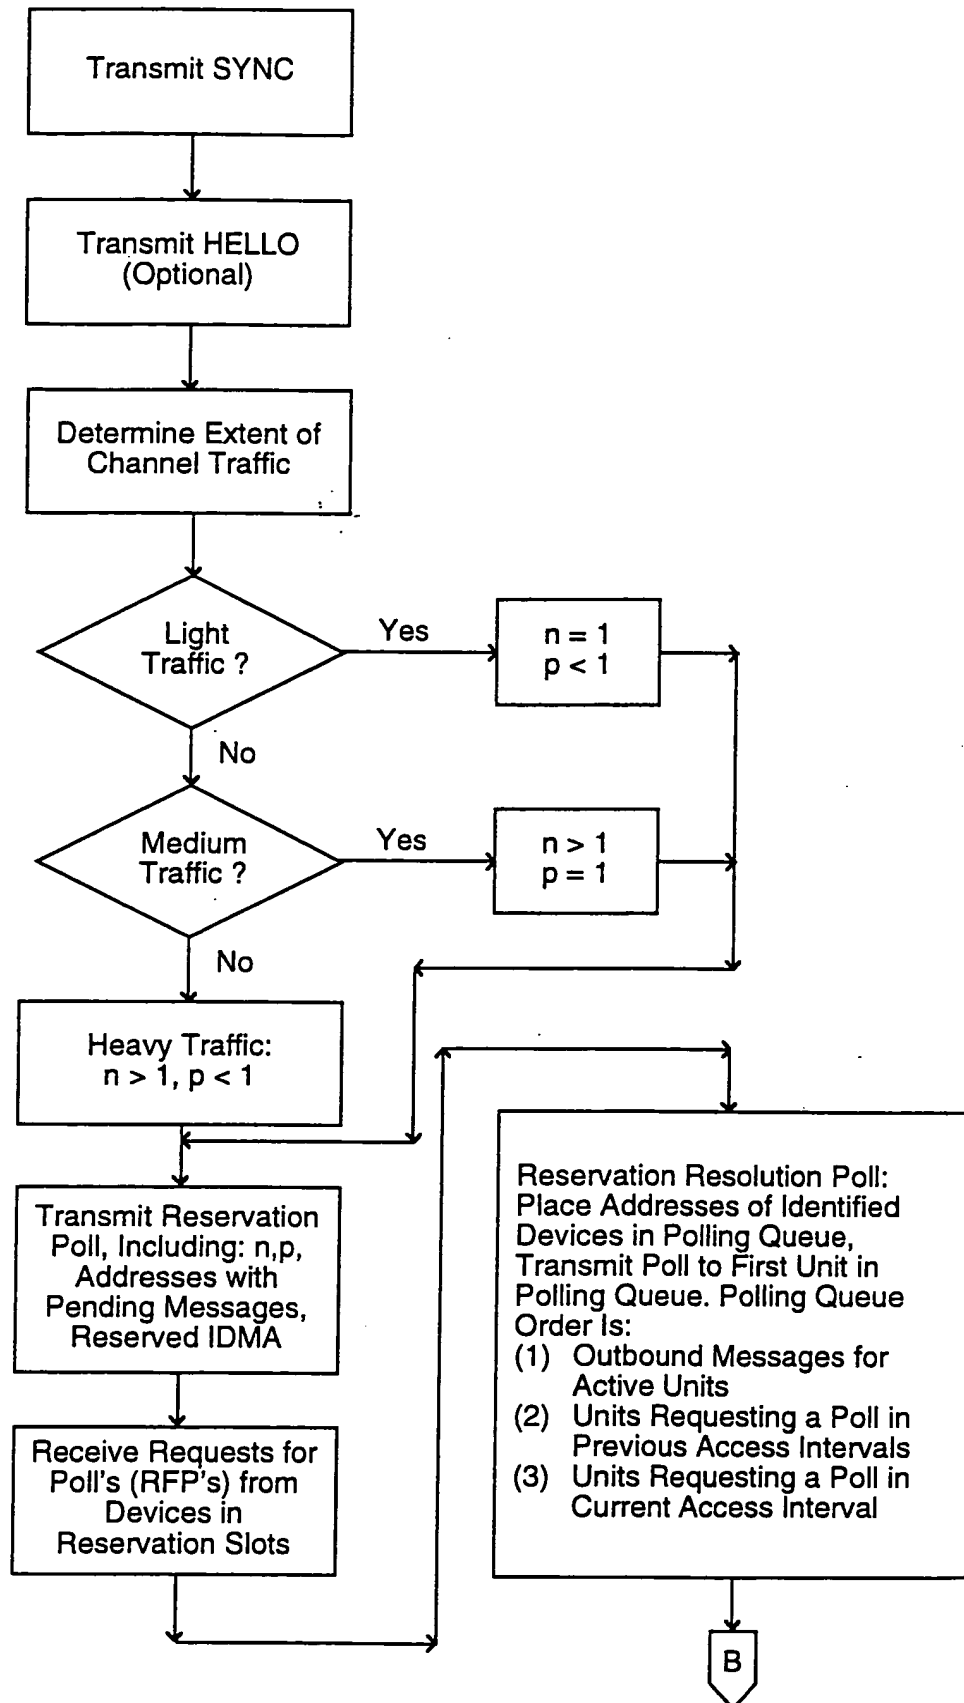 Transmit SYNC
Transmit HELLO
(Optional)
Determine Extent of
Channel Traffic
Light
Traffic ?
Yes
n = 1
p < 1
No
Medium
Traffic ?
Yes
n > 1
p = 1
No
Heavy Traffic:
n > 1, p < 1
Transmit Reservation
Poll, Including: n,p,
Addresses with
Pending Messages,
Reserved IDMA
Receive Requests for
Poll's (RFP's) from
Devices in
Reservation Slots
Reservation Resolution Poll:
Place Addresses of Identified
Devices in Polling Queue,
Transmit Poll to First Unit in
Polling Queue. Polling Queue
Order Is:
(1) Outbound Messages for
Active Units
(2) Units Requesting a Poll in
Previous Access Intervals
(3) Units Requesting a Poll in
Current Access Interval
B